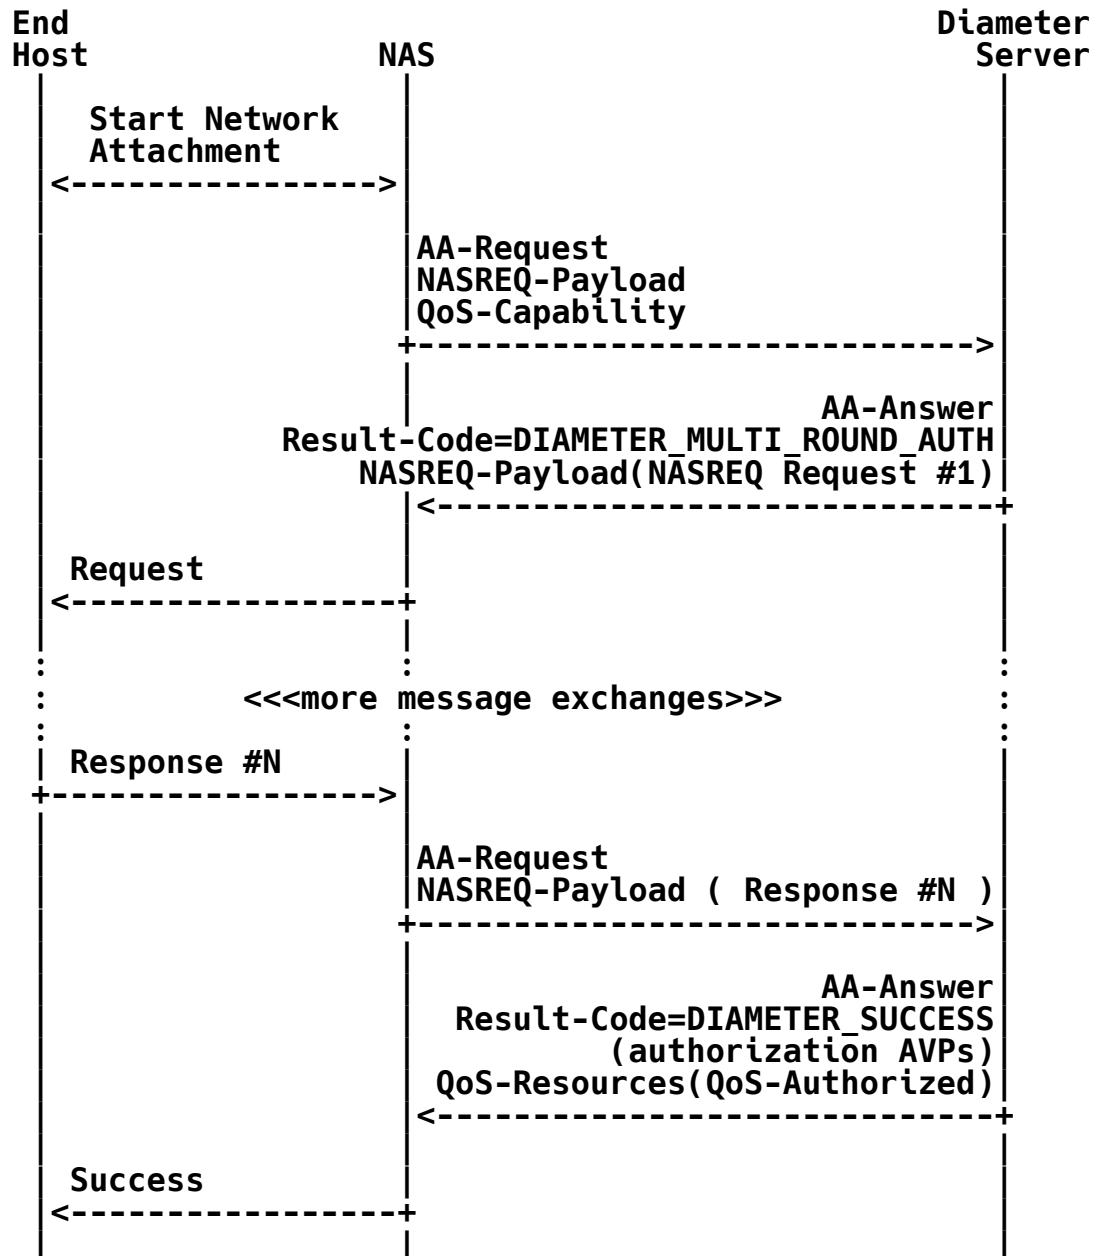 End Diameter
Host NAS Server
Start Network
Attachment
<----------------->
AA-Request
NASREQ-Payload
QoS-Capability
+----------------------------->
AA-Answer
Result-Code=DIAMETER_MULTI_ROUND_AUTH
NASREQ-Payload(NASREQ Request #1)
<-----------------------------+
Request
<-----------------+
: : :
: <<<more message exchanges>>> :
: : :
Response #N
+----------------->
AA-Request
NASREQ-Payload ( Response #N )
+----------------------------->
AA-Answer
Result-Code=DIAMETER_SUCCESS
(authorization AVPs)
QoS-Resources(QoS-Authorized)
<-----------------------------+
Success
<-----------------+